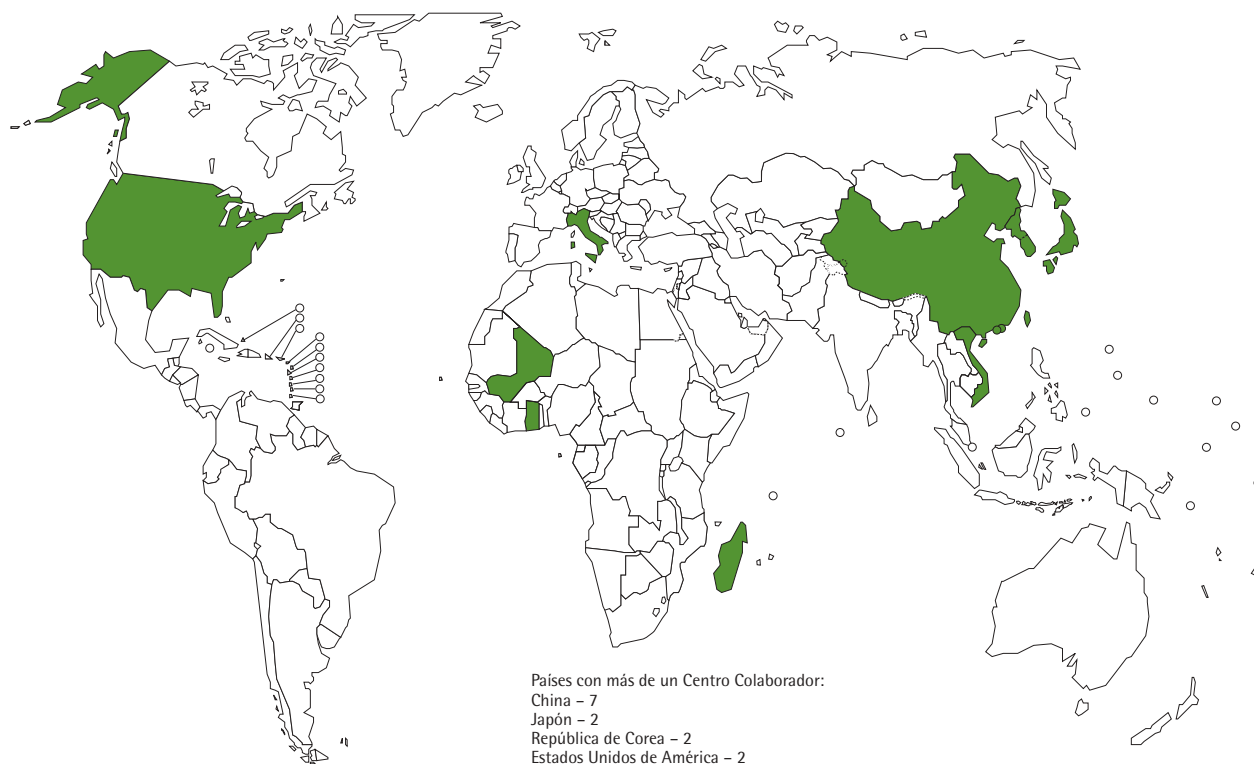 Países con más de un Centro Colaborador:
China – 7
Japón – 2
República de Corea – 2
Estados Unidos de América – 2